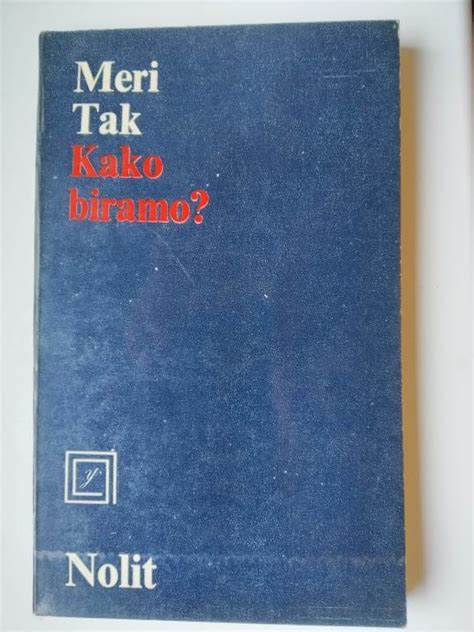 Meri
Tak
Kako
biramo?
y
Nolit